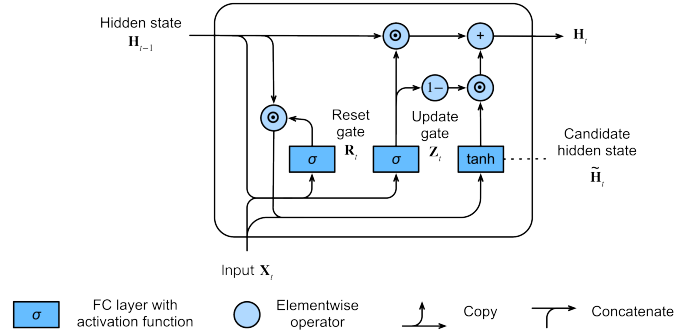 Hidden state
H_{t−1}
H_t
+
1−
Reset
gate
R_t
Update
gate
Z_t
σ
σ
tanh
Candidate
hidden state
H̃_t
Input X_t
σ
FC layer with
activation function
Elementwise
operator
Copy
Concatenate